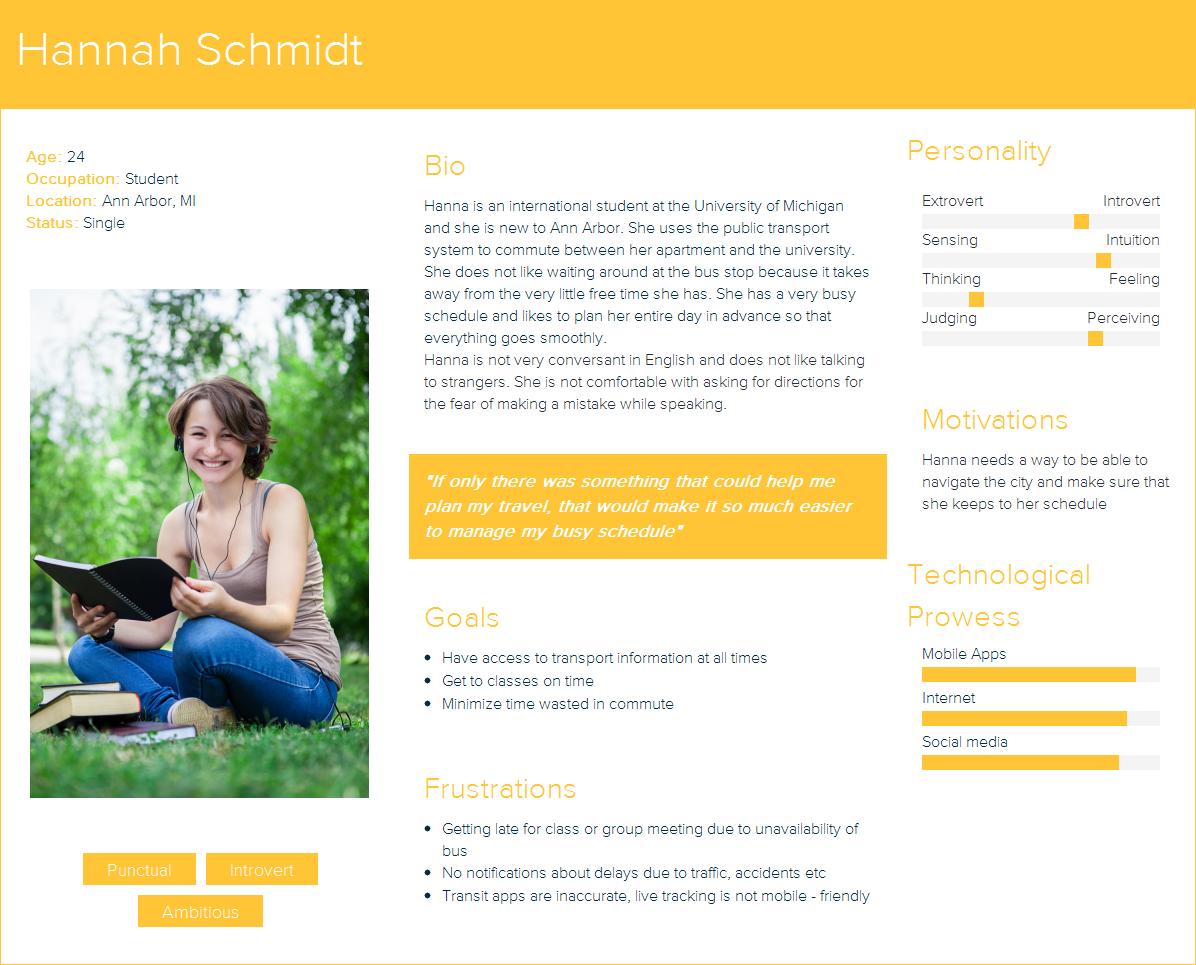 Hannah Schmidt
Age: 24
Occupation: Student
Location: Ann Arbor, MI
Status: Single
Punctual
Introvert
Ambitious
Bio
Hanna is an international student at the University of Michigan
and she is new to Ann Arbor. She uses the public transport
system to commute between her apartment and the university.
She does not like waiting around at the bus stop because it takes
away from the very little free time she has. She has a very busy
schedule and likes to plan her entire day in advance so that
everything goes smoothly.
Hanna is not very conversant in English and does not like talking
to strangers. She is not comfortable with asking for directions for
the fear of making a mistake while speaking.
"If only there was something that could help me
plan my travel, that would make it so much easier
to manage my busy schedule"
Goals
• Have access to transport information at all times
• Get to classes on time
• Minimize time wasted in commute
Frustrations
• Getting late for class or group meeting due to unavailability of
bus
• No notifications about delays due to traffic, accidents etc
• Transit apps are inaccurate, live tracking is not mobile - friendly
Personality
Extrovert Introvert
Sensing Intuition
Thinking Feeling
Judging Perceiving
Motivations
Hanna needs a way to be able to
navigate the city and make sure that
she keeps to her schedule
Technological
Prowess
Mobile Apps
Internet
Social media